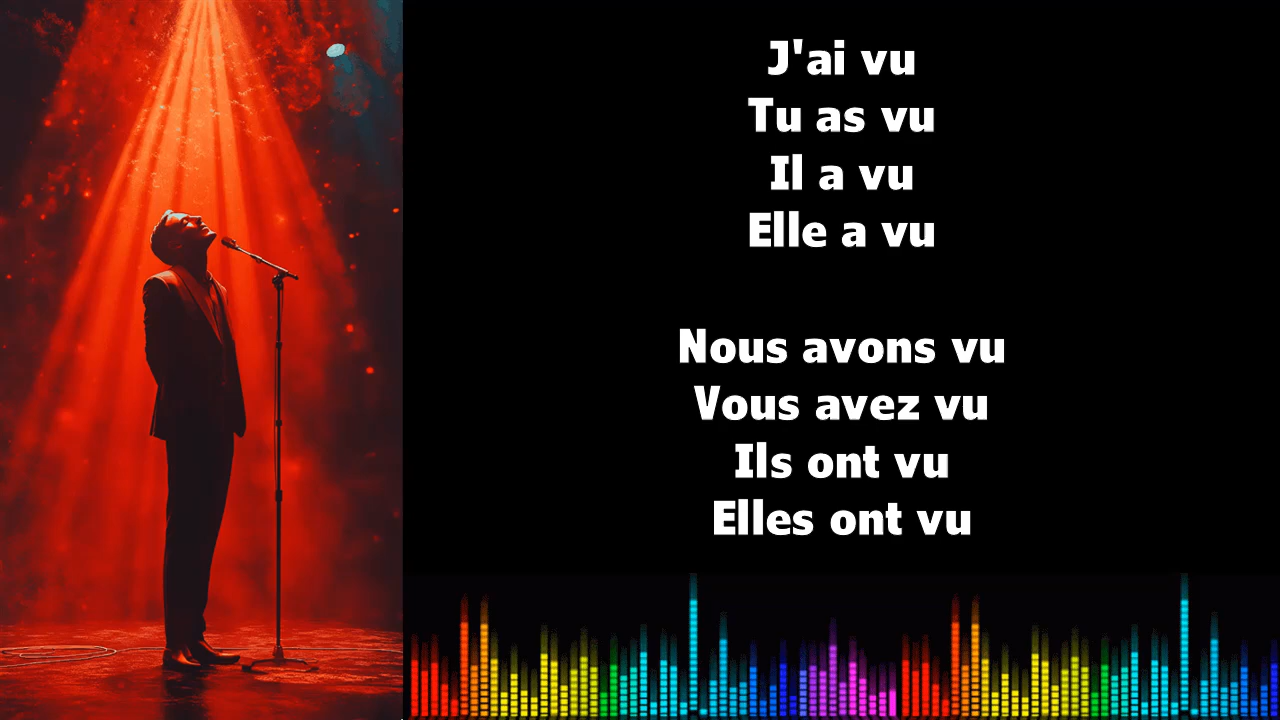 J'ai vu
Tu as vu
Il a vu
Elle a vu
Nous avons vu
Vous avez vu
Ils ont vu
Elles ont vu